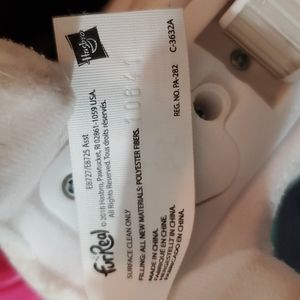 Hasbro
C-3632A
REG. NO. PA-282
E8727/E8725 Asst
© 2018 Hasbro, Pawtucket, RI 02861-1059 USA.
All Rights Reserved. Tous droits réservés.
FurReal
SURFACE CLEAN ONLY
FILLING: ALL NEW MATERIALS: POLYESTER FIBERS.
MADE IN CHINA.
FABRIQUÉ EN CHINE.
HECHO EN CHINA.
FABRICADO EN CHINA.